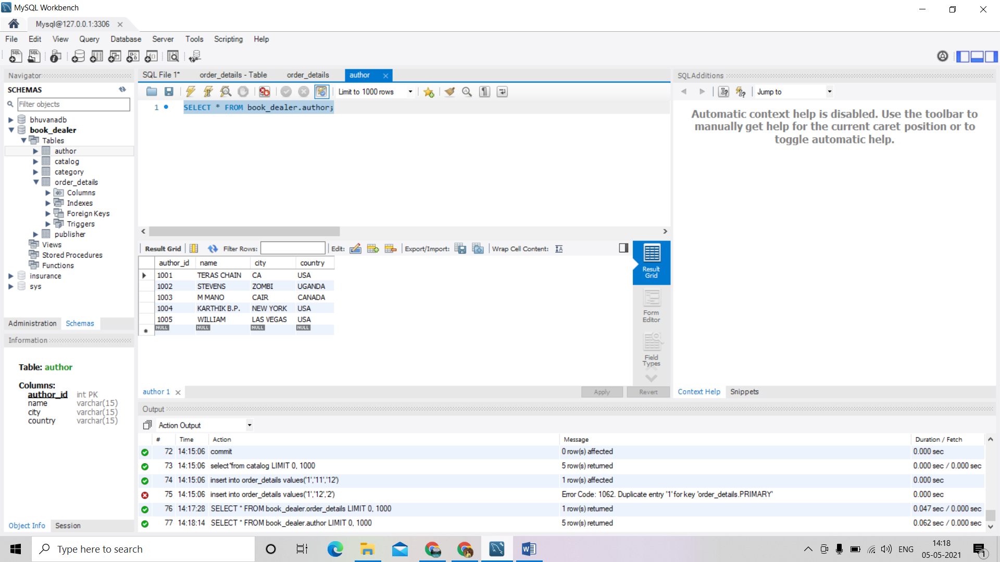 MySQL Workbench
Mysql@127.0.0.1:3306
File Edit View Query Database Server Tools Scripting Help
Navigator
SCHEMAS
Filter objects
bhuvanadb
book_dealer
Tables
author
catalog
category
order_details
Columns
Indexes
Foreign Keys
Triggers
publisher
Views
Stored Procedures
Functions
insurance
sys
Administration Schemas
Information
Table: author
Columns:
author_id int PK
name varchar(15)
city varchar(15)
country varchar(15)
Object Info Session
SQL File 1* order_details - Table order_details author
Limit to 1000 rows
1 SELECT * FROM book_dealer.author;
Result Grid Filter Rows: Edit: Export/Import: Wrap Cell Content:
author_id name city country
1001 TERAS CHAIN CA USA
1002 STEVENS ZOMBI UGANDA
1003 M MANO CAIR CANADA
1004 KARTHIK B.P. NEW YORK USA
1005 WILLIAM LAS VEGAS USA
NULL NULL NULL NULL
Result
Grid
Form
Editor
Field
Types
author 1 Apply Revert
SQLAdditions
Jump to
Automatic context help is disabled. Use the toolbar to
manually get help for the current caret position or to
toggle automatic help.
Context Help Snippets
Output
Action Output
# Time Action Message Duration / Fetch
72 14:15:06 commit 0 row(s) affected 0.000 sec
73 14:15:06 select*from catalog LIMIT 0, 1000 5 row(s) returned 0.000 sec / 0.000 sec
74 14:15:06 insert into order_details values('1','11','12') 1 row(s) affected 0.000 sec
75 14:15:06 insert into order_details values('1','12','2') Error Code: 1062. Duplicate entry '1' for key 'order_details.PRIMARY' 0.000 sec
76 14:17:28 SELECT * FROM book_dealer.order_details LIMIT 0, 1000 1 row(s) returned 0.047 sec / 0.000 sec
77 14:18:14 SELECT * FROM book_dealer.author LIMIT 0, 1000 5 row(s) returned 0.062 sec / 0.000 sec
Type here to search
ENG
14:18
05-05-2021
1